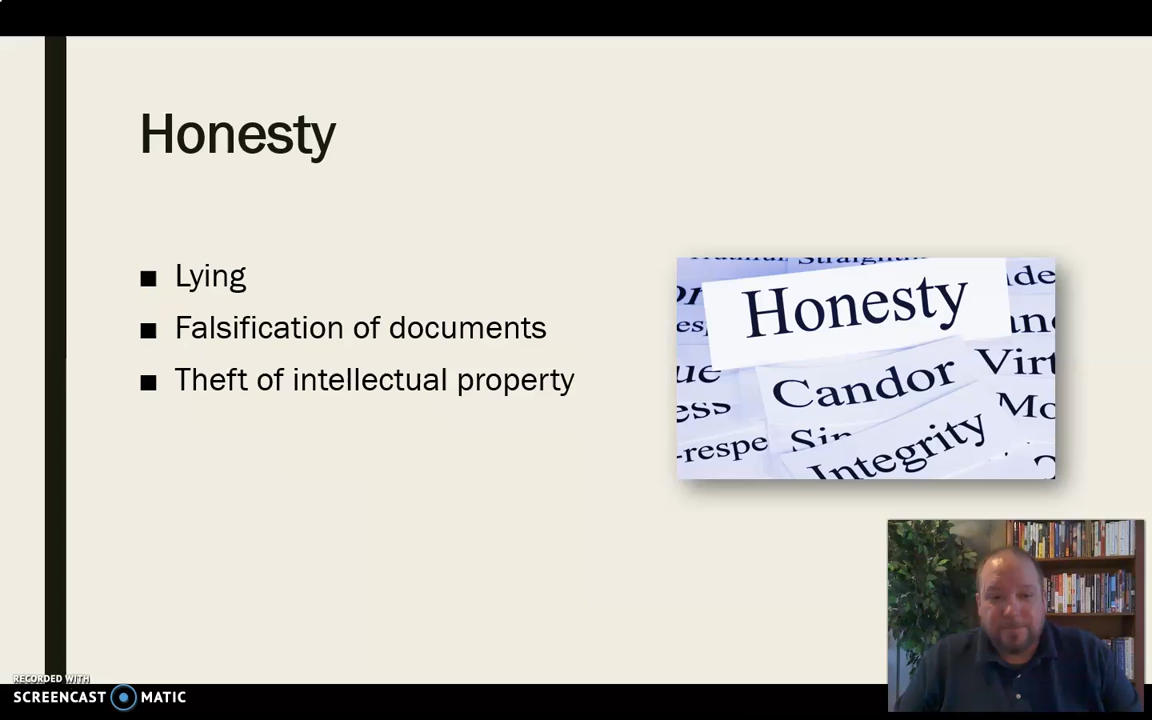 Honesty
■ Lying
■ Falsification of documents
■ Theft of intellectual property
Honesty
Candor
Integrity
RECORDED WITH
SCREENCAST MATIC